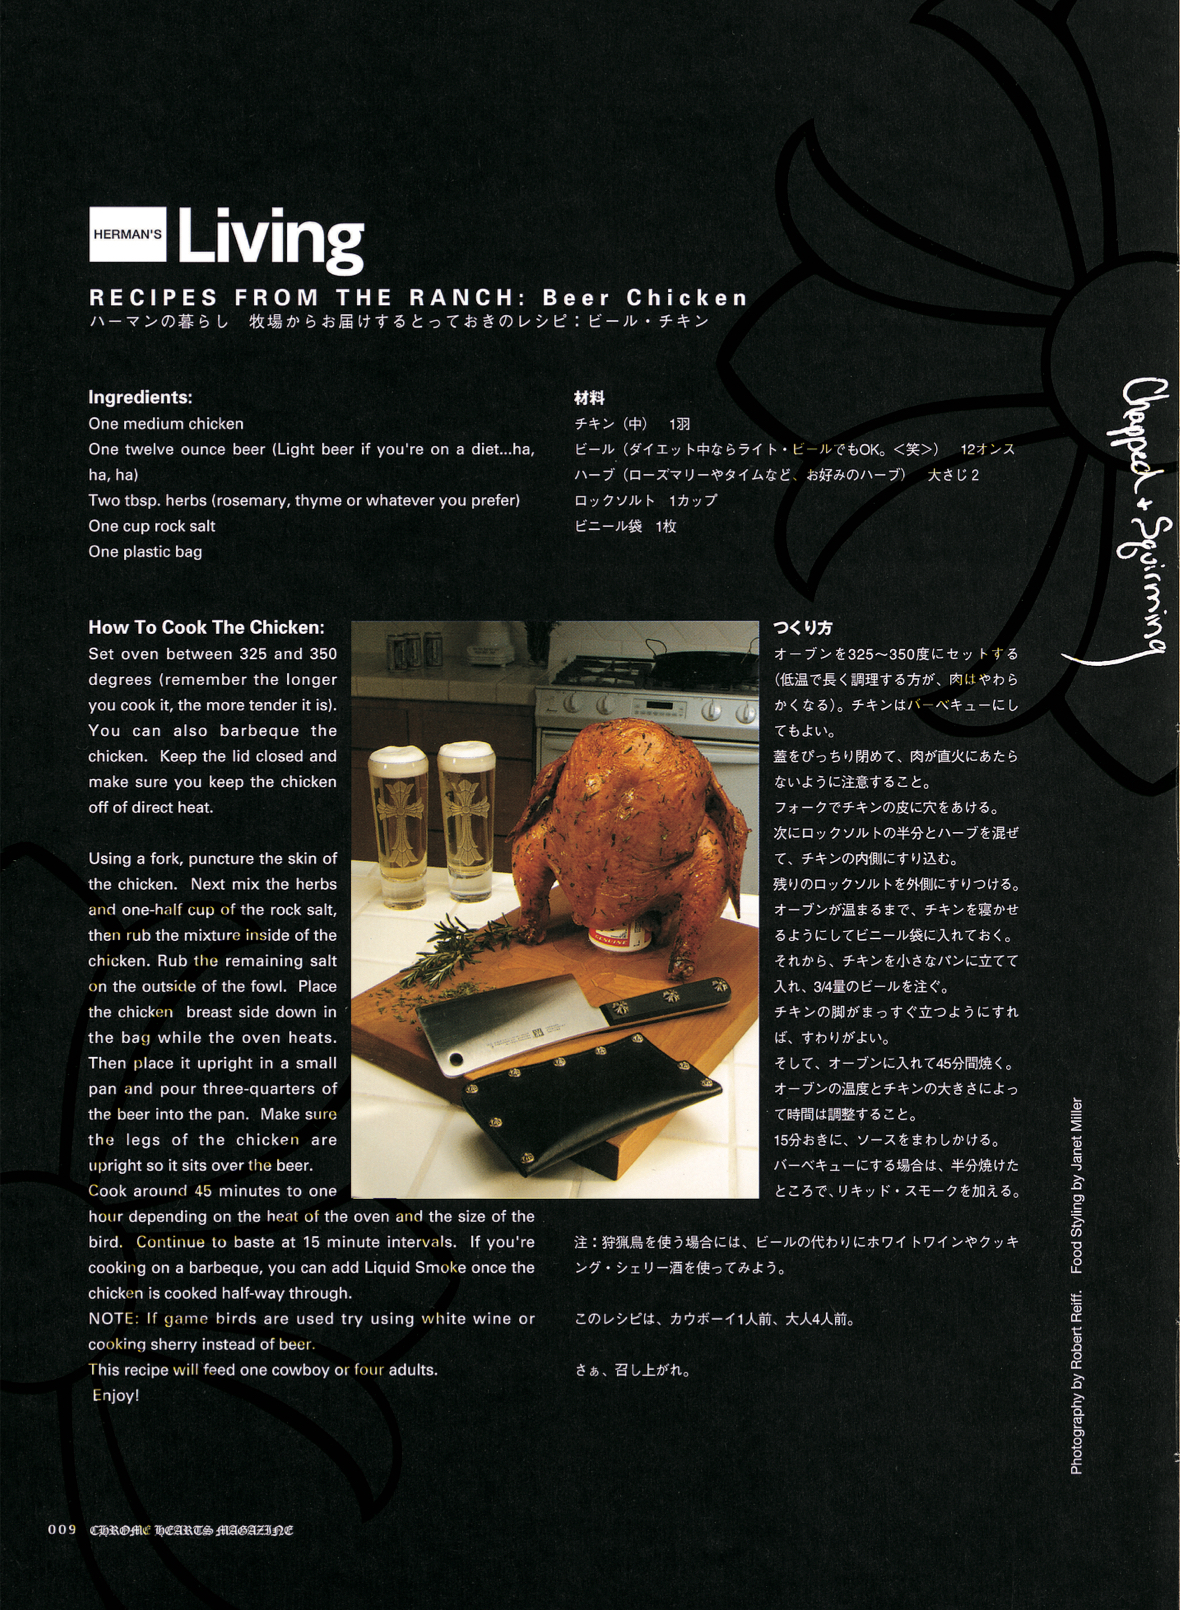 HERMAN'S Living
RECIPES FROM THE RANCH: Beer Chicken
ハーマンの暮らし　牧場からお届けするとっておきのレシピ：ビール・チキン
Ingredients:
One medium chicken
One twelve ounce beer (Light beer if you're on a diet...ha,
ha, ha)
Two tbsp. herbs (rosemary, thyme or whatever you prefer)
One cup rock salt
One plastic bag
材料
チキン（中）　1羽
ビール（ダイエット中ならライト・ビールでもOK。＜笑＞）　12オンス
ハーブ（ローズマリーやタイムなど、お好みのハーブ）　大さじ2
ロックソルト　1カップ
ビニール袋　1枚
Chapped + Squirming
How To Cook The Chicken:
Set oven between 325 and 350
degrees (remember the longer
you cook it, the more tender it is).
You can also barbeque the
chicken. Keep the lid closed and
make sure you keep the chicken
off of direct heat.
Using a fork, puncture the skin of
the chicken. Next mix the herbs
and one-half cup of the rock salt,
then rub the mixture inside of the
chicken. Rub the remaining salt
on the outside of the fowl. Place
the chicken breast side down in
the bag while the oven heats.
Then place it upright in a small
pan and pour three-quarters of
the beer into the pan. Make sure
the legs of the chicken are
upright so it sits over the beer.
Cook around 45 minutes to one
hour depending on the heat of the oven and the size of the
bird. Continue to baste at 15 minute intervals. If you're
cooking on a barbeque, you can add Liquid Smoke once the
chicken is cooked half-way through.
NOTE: If game birds are used try using white wine or
cooking sherry instead of beer.
This recipe will feed one cowboy or four adults.
Enjoy!
GENUINE
つくり方
オーブンを325～350度にセットする
（低温で長く調理する方が、肉はやわら
かくなる）。チキンはバーベキューにし
てもよい。
蓋をぴっちり閉めて、肉が直火にあたら
ないように注意すること。
フォークでチキンの皮に穴をあける。
次にロックソルトの半分とハーブを混ぜ
て、チキンの内側にすり込む。
残りのロックソルトを外側にすりつける。
オーブンが温まるまで、チキンを寝かせ
るようにしてビニール袋に入れておく。
それから、チキンを小さなパンに立てて
入れ、3/4量のビールを注ぐ。
チキンの脚がまっすぐ立つようにすれ
ば、すわりがよい。
そして、オーブンに入れて45分間焼く。
オーブンの温度とチキンの大きさによっ
て時間は調整すること。
15分おきに、ソースをまわしかける。
バーベキューにする場合は、半分焼けた
ところで、リキッド・スモークを加える。
注：狩猟鳥を使う場合には、ビールの代わりにホワイトワインやクッキ
ング・シェリー酒を使ってみよう。
このレシピは、カウボーイ1人前、大人4人前。
さぁ、召し上がれ。
Photography by Robert Reiff. Food Styling by Janet Miller
009 CHROME HEARTS MAGAZINE